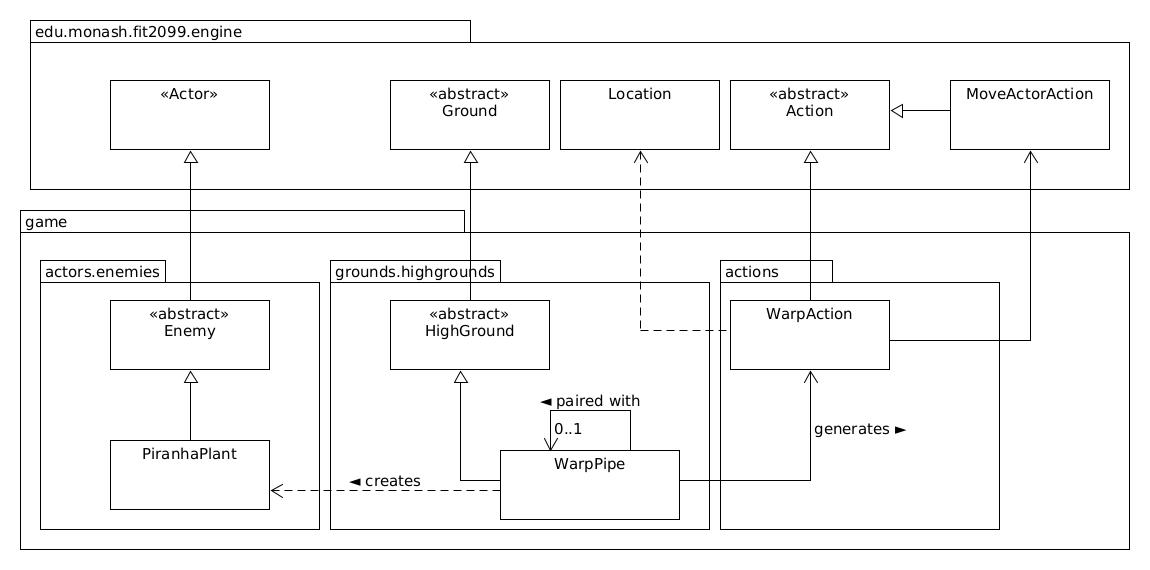 edu.monash.fit2099.engine
«Actor»
«abstract»
Ground
Location
«abstract»
Action
MoveActorAction
game
actors.enemies
grounds.highgrounds
actions
«abstract»
Enemy
«abstract»
HighGround
WarpAction
◄ paired with
0..1
generates ►
PiranhaPlant
WarpPipe
◄ creates